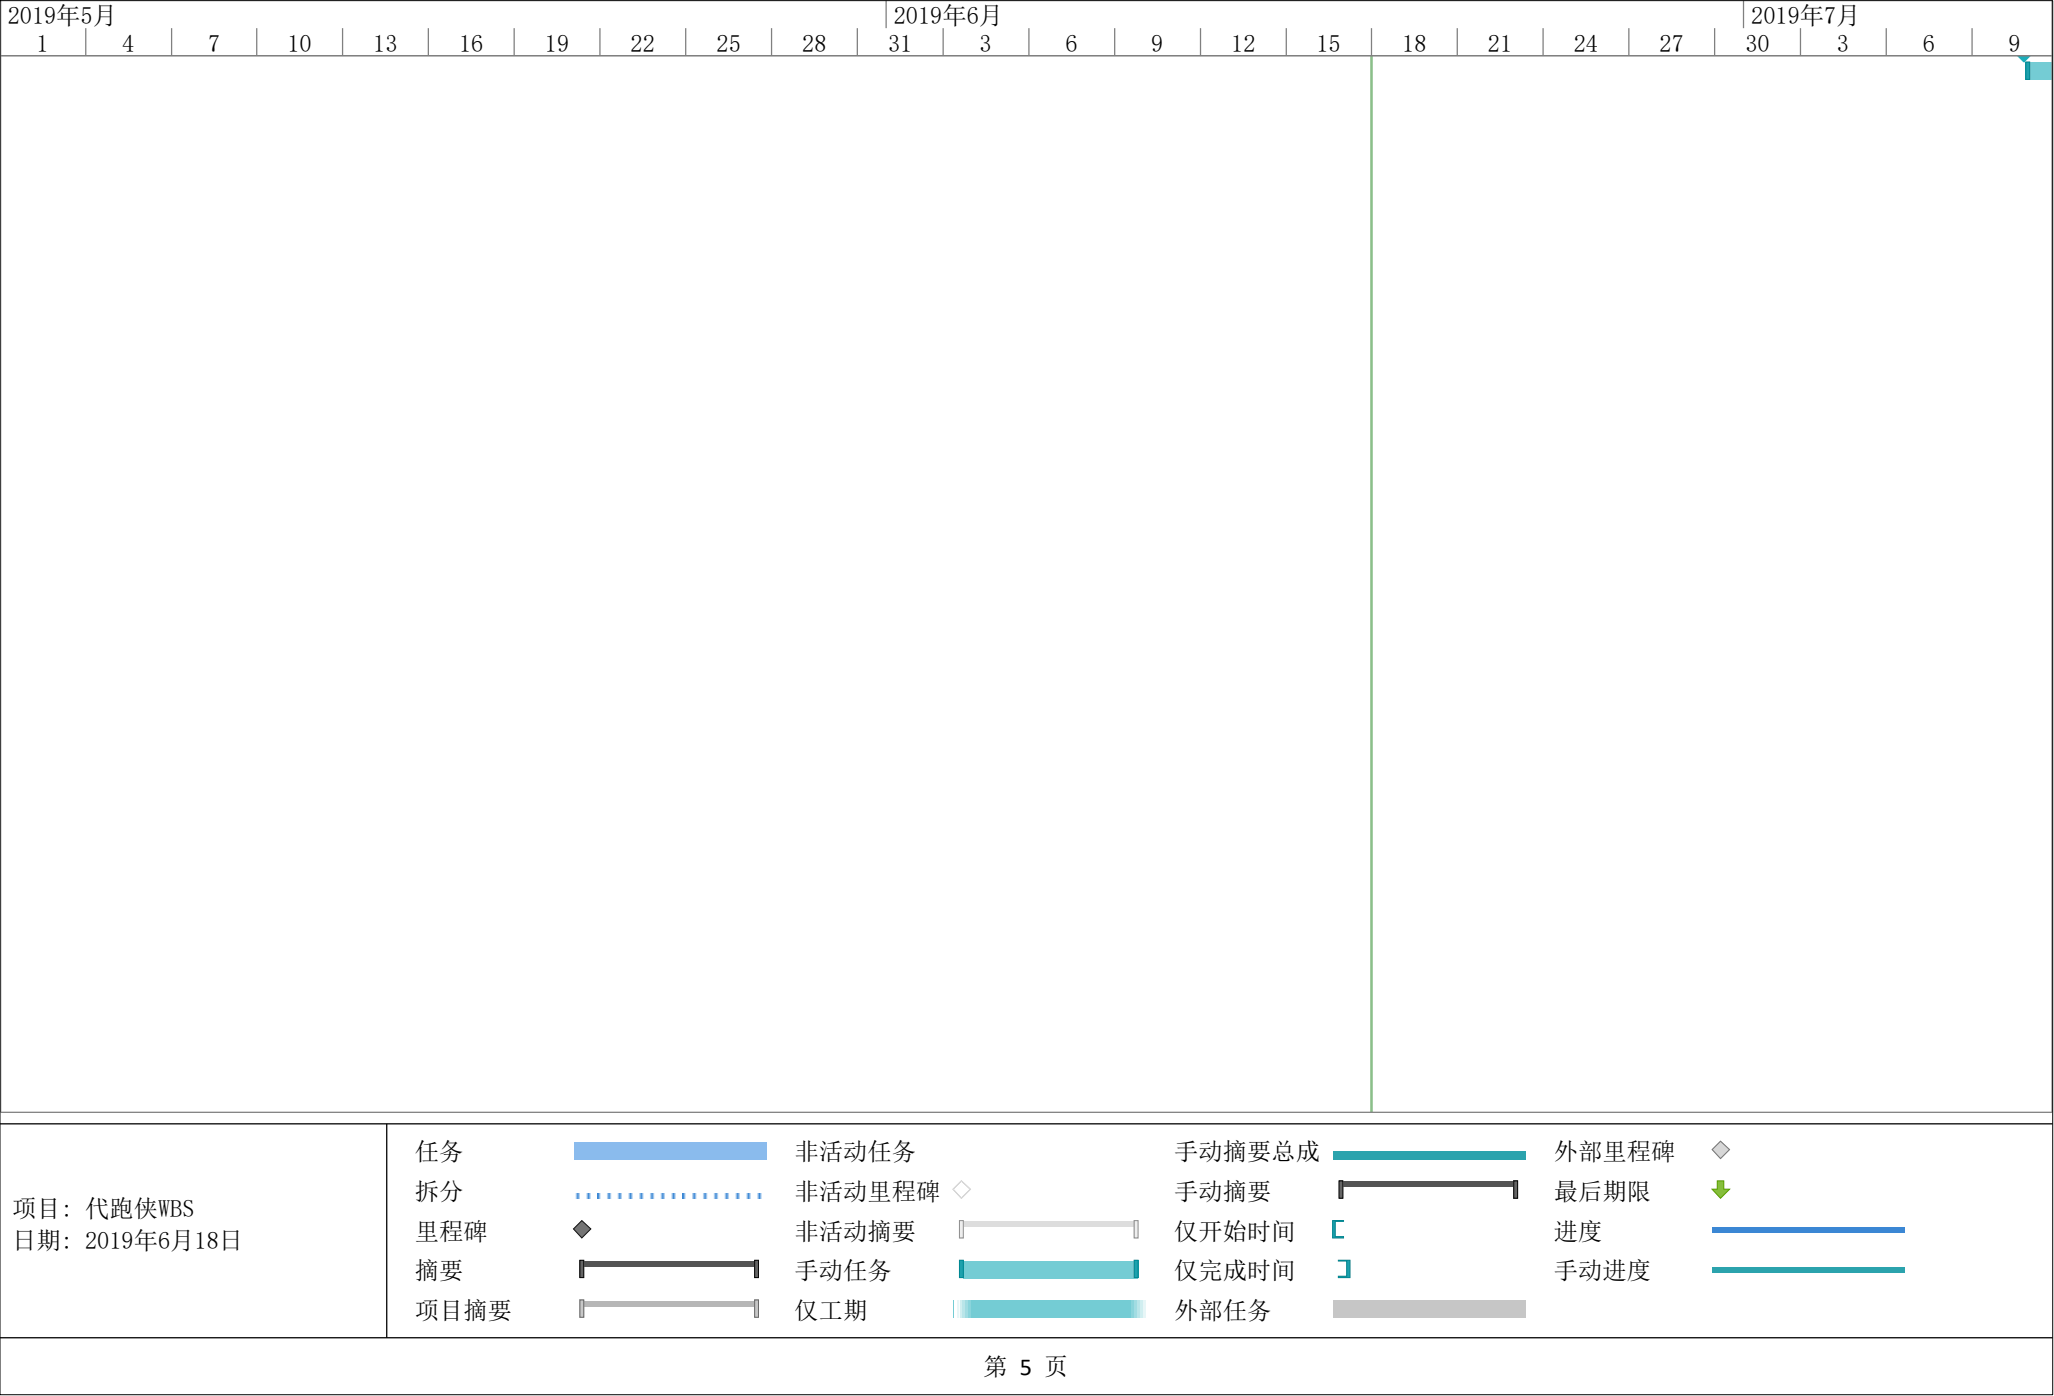 2019年5月 2019年6月 2019年7月
1 4 7 10 13 16 19 22 25 28 31 3 6 9 12 15 18 21 24 27 30 3 6 9
项目: 代跑侠WBS
日期: 2019年6月18日
任务
拆分
里程碑
摘要
项目摘要
非活动任务
非活动里程碑
非活动摘要
手动任务
仅工期
手动摘要总成
手动摘要
仅开始时间
仅完成时间
外部任务
外部里程碑
最后期限
进度
手动进度
第 5 页